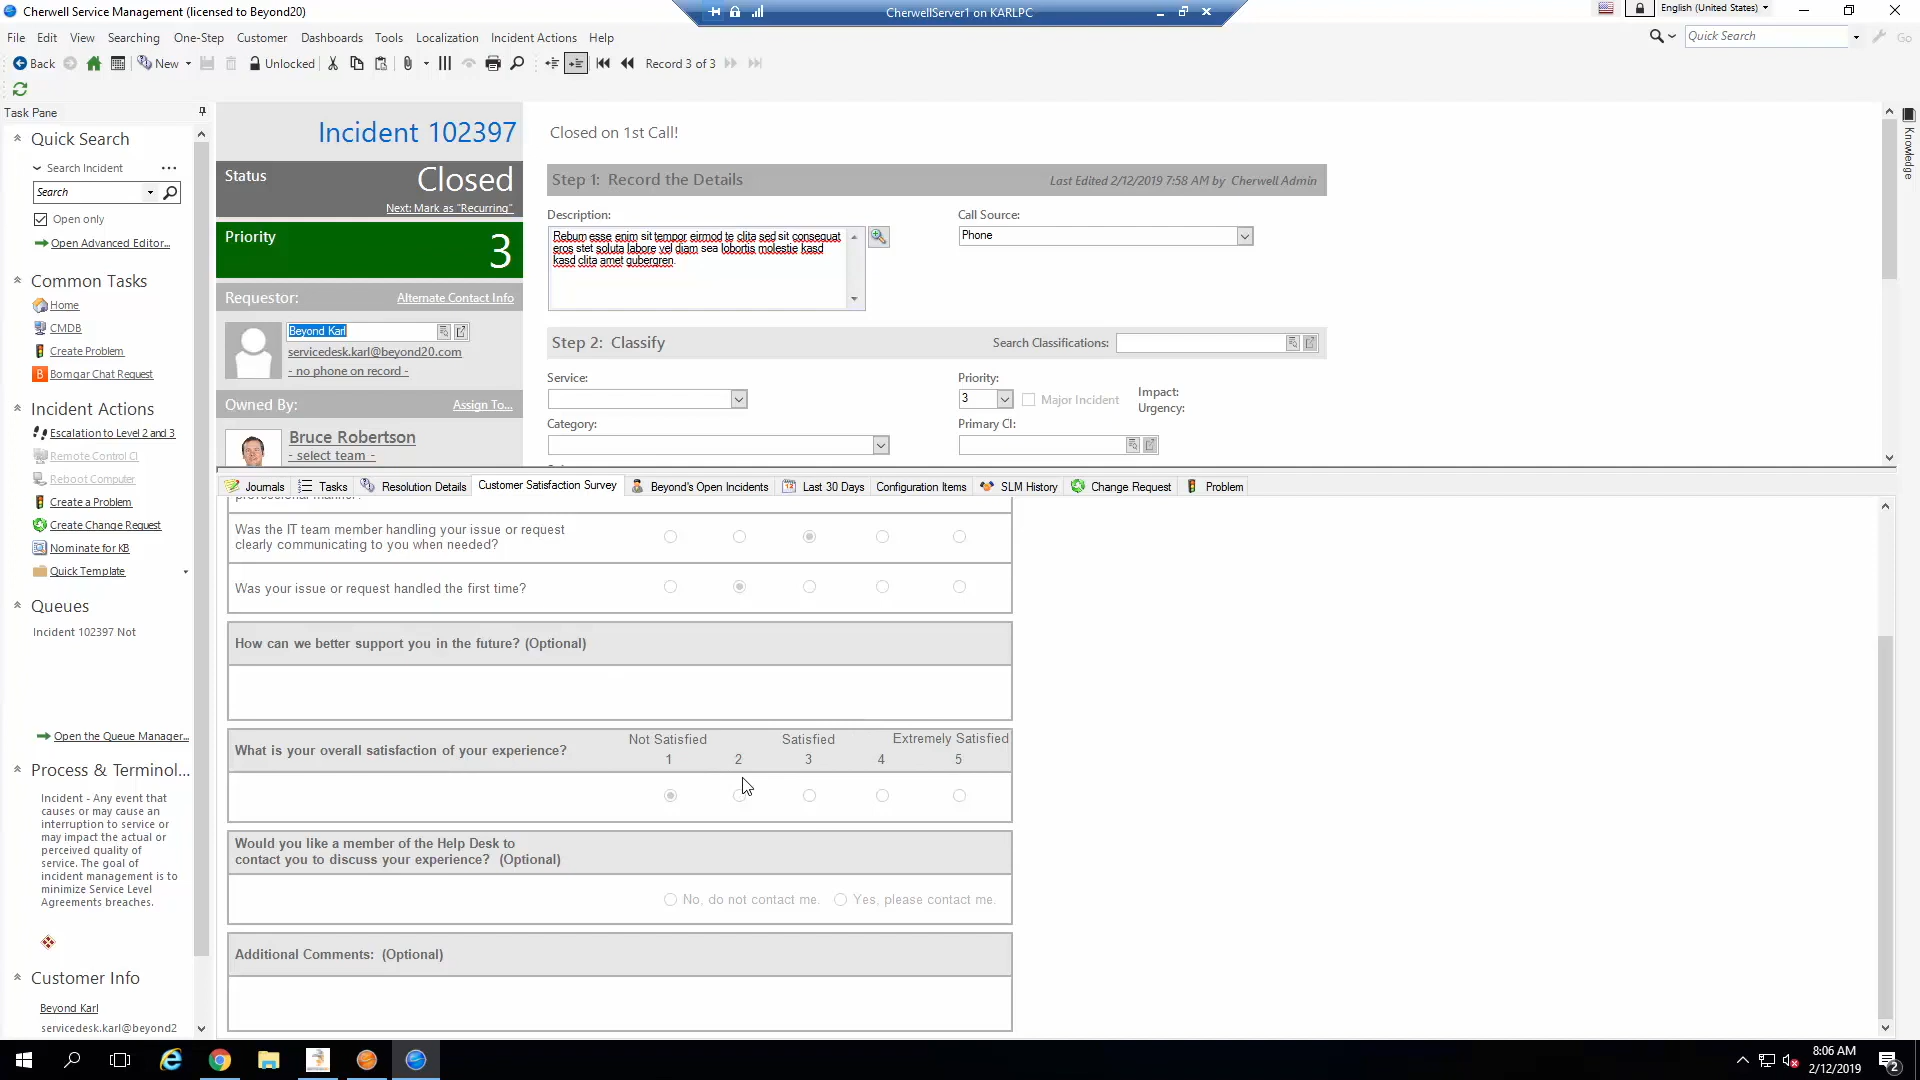 Cherwell Service Management (licensed to Beyond20)
CherwellServer1 on KARLPC
English (United States)
File Edit View Searching One-Step Customer Dashboards Tools Localization Incident Actions Help
Quick Search
Go
Back
New
Unlocked
Record 3 of 3
Task Pane
Quick Search
Search Incident
Search
Open only
Open Advanced Editor...
Common Tasks
Home
CMDB
Create Problem
Bomgar Chat Request
Incident Actions
Escalation to Level 2 and 3
Remote Control CI
Reboot Computer
Create a Problem
Create Change Request
Nominate for KB
Quick Template
Queues
Incident 102397 Not
Open the Queue Manager...
Process & Terminol...
Incident - Any event that
causes or may cause an
interruption to service or
may impact the actual or
perceived quality of
service. The goal of
incident management is to
minimize Service Level
Agreements breaches.
Customer Info
Beyond Karl
servicedesk.karl@beyond2
Incident 102397
Status
Closed
Next: Mark as "Recurring"
Priority
3
Requestor:
Alternate Contact Info
Beyond Karl
servicedesk.karl@beyond20.com
- no phone on record -
Owned By:
Assign To...
Bruce Robertson
- select team -
Closed on 1st Call!
Step 1: Record the Details
Last Edited 2/12/2019 7:58 AM by Cherwell Admin
Description:
Rebum esse enim sit tempor eirmod te clita sed sit consequat
eros stet soluta labore vel diam sea lobortis molestie kasd
kasd clita amet gubergren.
Call Source:
Phone
Step 2: Classify
Search Classifications:
Service:
Priority:
3
Major Incident
Impact:
Urgency:
Category:
Primary CI:
Knowledge
Journals
Tasks
Resolution Details
Customer Satisfaction Survey
Beyond's Open Incidents
Last 30 Days
Configuration Items
SLM History
Change Request
Problem
Was the IT team member handling your issue or request
clearly communicating to you when needed?
Was your issue or request handled the first time?
How can we better support you in the future? (Optional)
What is your overall satisfaction of your experience?
Not Satisfied Satisfied Extremely Satisfied
1 2 3 4 5
Would you like a member of the Help Desk to
contact you to discuss your experience? (Optional)
No, do not contact me. Yes, please contact me.
Additional Comments: (Optional)
8:06 AM
2/12/2019
2